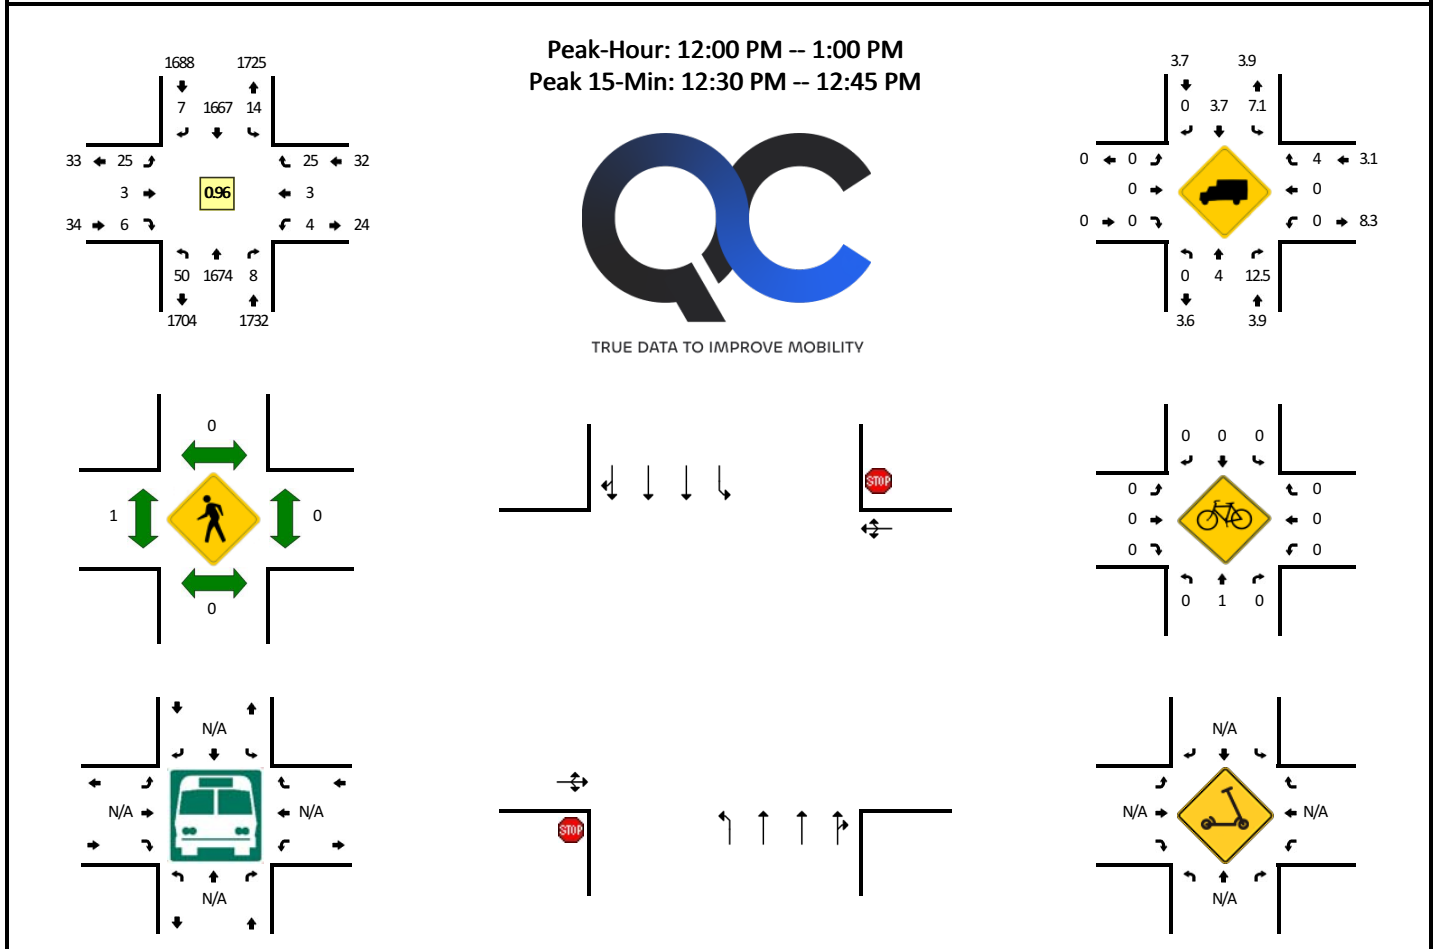 Peak-Hour: 12:00 PM -- 1:00 PM
Peak 15-Min: 12:30 PM -- 12:45 PM
1688 1725
7 1667 14
33 25 25 32
3 0.96 3
34 6 4 24
50 1674 8
1704 1732
QC
TRUE DATA TO IMPROVE MOBILITY
3.7 3.9
0 3.7 7.1
0 0 4 3.1
0 0
0 0 0 8.3
0 4 12.5
3.6 3.9
0
1 0
0
STOP
STOP
0 0 0
0 0
0 0
0 0
0 1 0
N/A
N/A N/A
N/A
N/A
N/A N/A
N/A